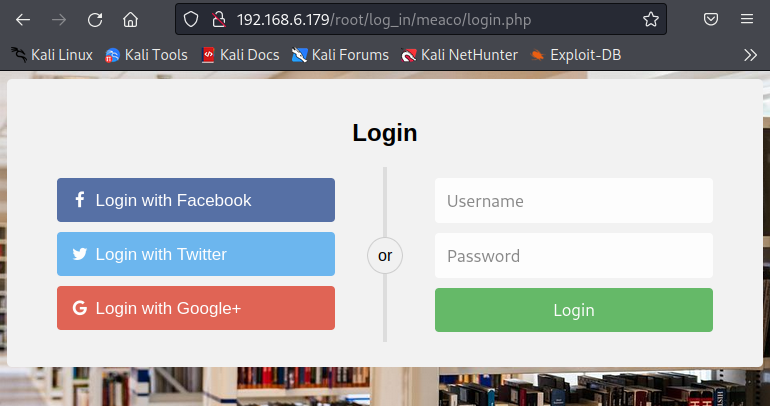 192.168.6.179/root/log_in/meaco/login.php
Kali Linux Kali Tools Kali Docs Kali Forums Kali NetHunter Exploit-DB
Login
Login with Facebook
Login with Twitter
Login with Google+
or
Username
Password
Login